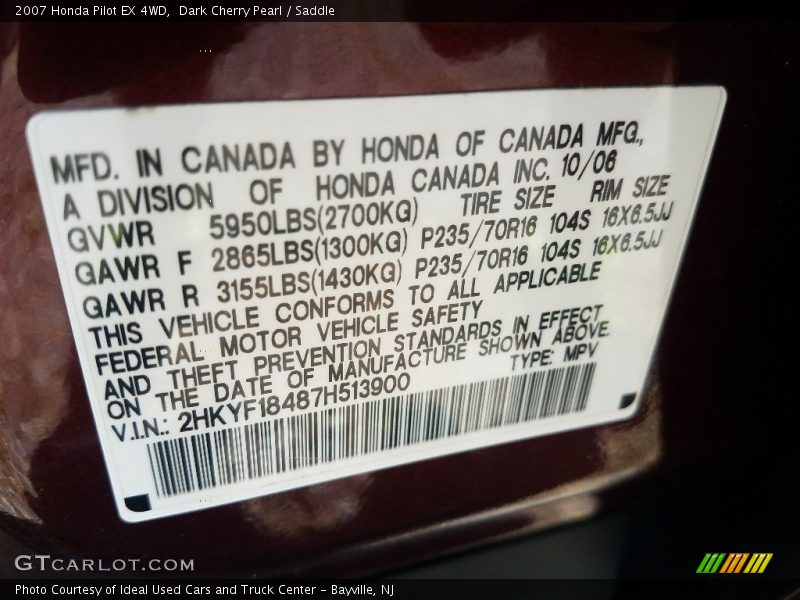 2007 Honda Pilot EX 4WD,  Dark Cherry Pearl / Saddle
MFD. IN CANADA BY HONDA OF CANADA MFG.,
A DIVISION OF HONDA CANADA INC. 10/06
GVWR 5950LBS(2700KG) TIRE SIZE RIM SIZE
GAWR F 2865LBS(1300KG) P235/70R16 104S 16X6.5JJ
GAWR R 3155LBS(1430KG) P235/70R16 104S 16X6.5JJ
THIS VEHICLE CONFORMS TO ALL APPLICABLE
FEDERAL MOTOR VEHICLE SAFETY
AND THEFT PREVENTION STANDARDS IN EFFECT
ON THE DATE OF MANUFACTURE SHOWN ABOVE.
V.I.N.: 2HKYF18487H513900 TYPE: MPV
GTCARLOT.COM
Photo Courtesy of Ideal Used Cars and Truck Center - Bayville, NJ